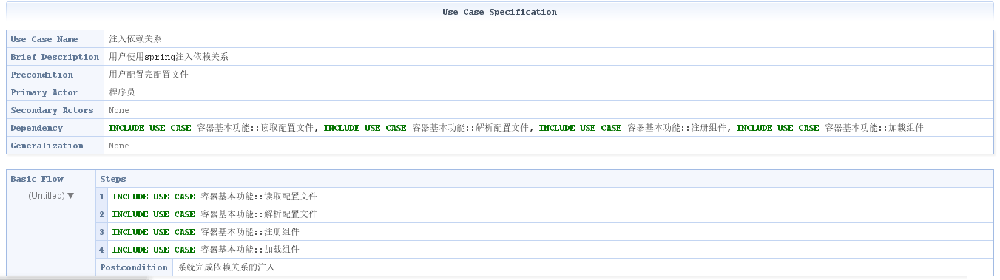 Use Case Specification
Use Case Name 注入依赖关系
Brief Description 用户使用spring注入依赖关系
Precondition 用户配置完配置文件
Primary Actor 程序员
Secondary Actors None
Dependency INCLUDE USE CASE 容器基本功能::读取配置文件, INCLUDE USE CASE 容器基本功能::解析配置文件, INCLUDE USE CASE 容器基本功能::注册组件, INCLUDE USE CASE 容器基本功能::加载组件
Generalization None
Basic Flow Steps
(Untitled) ▼
1 INCLUDE USE CASE 容器基本功能::读取配置文件
2 INCLUDE USE CASE 容器基本功能::解析配置文件
3 INCLUDE USE CASE 容器基本功能::注册组件
4 INCLUDE USE CASE 容器基本功能::加载组件
Postcondition 系统完成依赖关系的注入